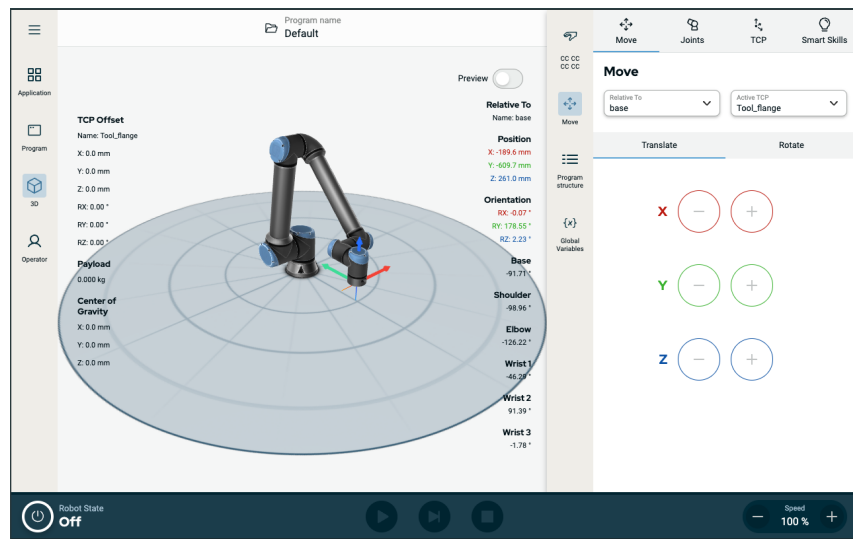 Program name
Default
Application
Program
3D
Operator
Preview
TCP Offset
Name: Tool_flange
X: 0.0 mm
Y: 0.0 mm
Z: 0.0 mm
RX: 0.00 °
RY: 0.00 °
RZ: 0.00 °
Payload
0.000 kg
Center of
Gravity
X: 0.0 mm
Y: 0.0 mm
Z: 0.0 mm
Relative To
Name: base
Position
X: -189.6 mm
Y: -609.7 mm
Z: 261.0 mm
Orientation
RX: -0.07 °
RY: 178.55 °
RZ: 2.23 °
Base
-91.71 °
Shoulder
-98.96 °
Elbow
-126.22 °
Wrist 1
-46.29 °
Wrist 2
91.39 °
Wrist 3
-1.78 °
CC CC
CC CC
Move
Program
structure
{x}
Global
Variables
Move
Joints
TCP
Smart Skills
Move
Relative To
base
Active TCP
Tool_flange
Translate
Rotate
X − +
Y − +
Z − +
Robot State
Off
Speed
− 100 % +